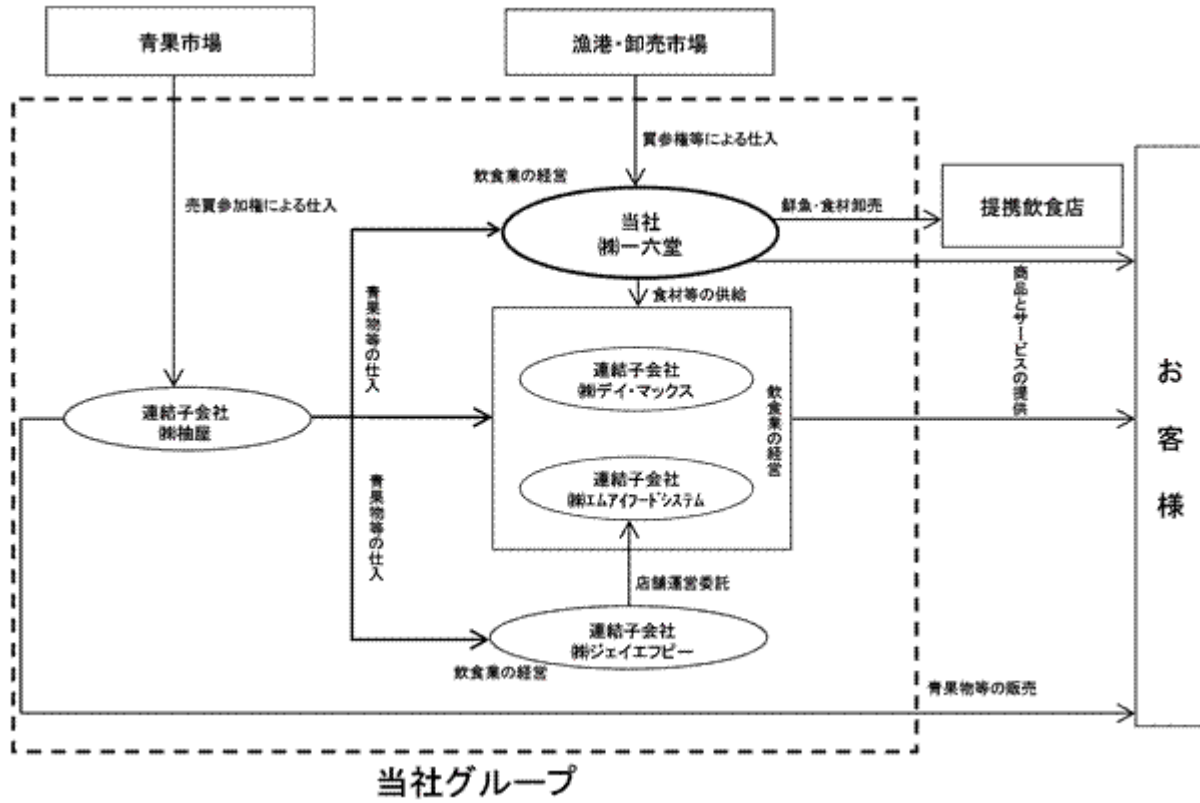 青果市場
漁港・卸売市場
買参権等による仕入
飲食業の経営
売買参加権による仕入
当社
㈱一六堂
鮮魚・食材卸売
提携飲食店
食材等の供給
商品とサービスの提供
青果物等の仕入
連結子会社
㈱デイ・マックス
飲食業の経営
お客様
連結子会社
㈱柚屋
連結子会社
㈱エムアイフードシステム
青果物等の仕入
店舗運営委託
連結子会社
㈱ジェイエフピー
飲食業の経営
青果物等の販売
当社グループ